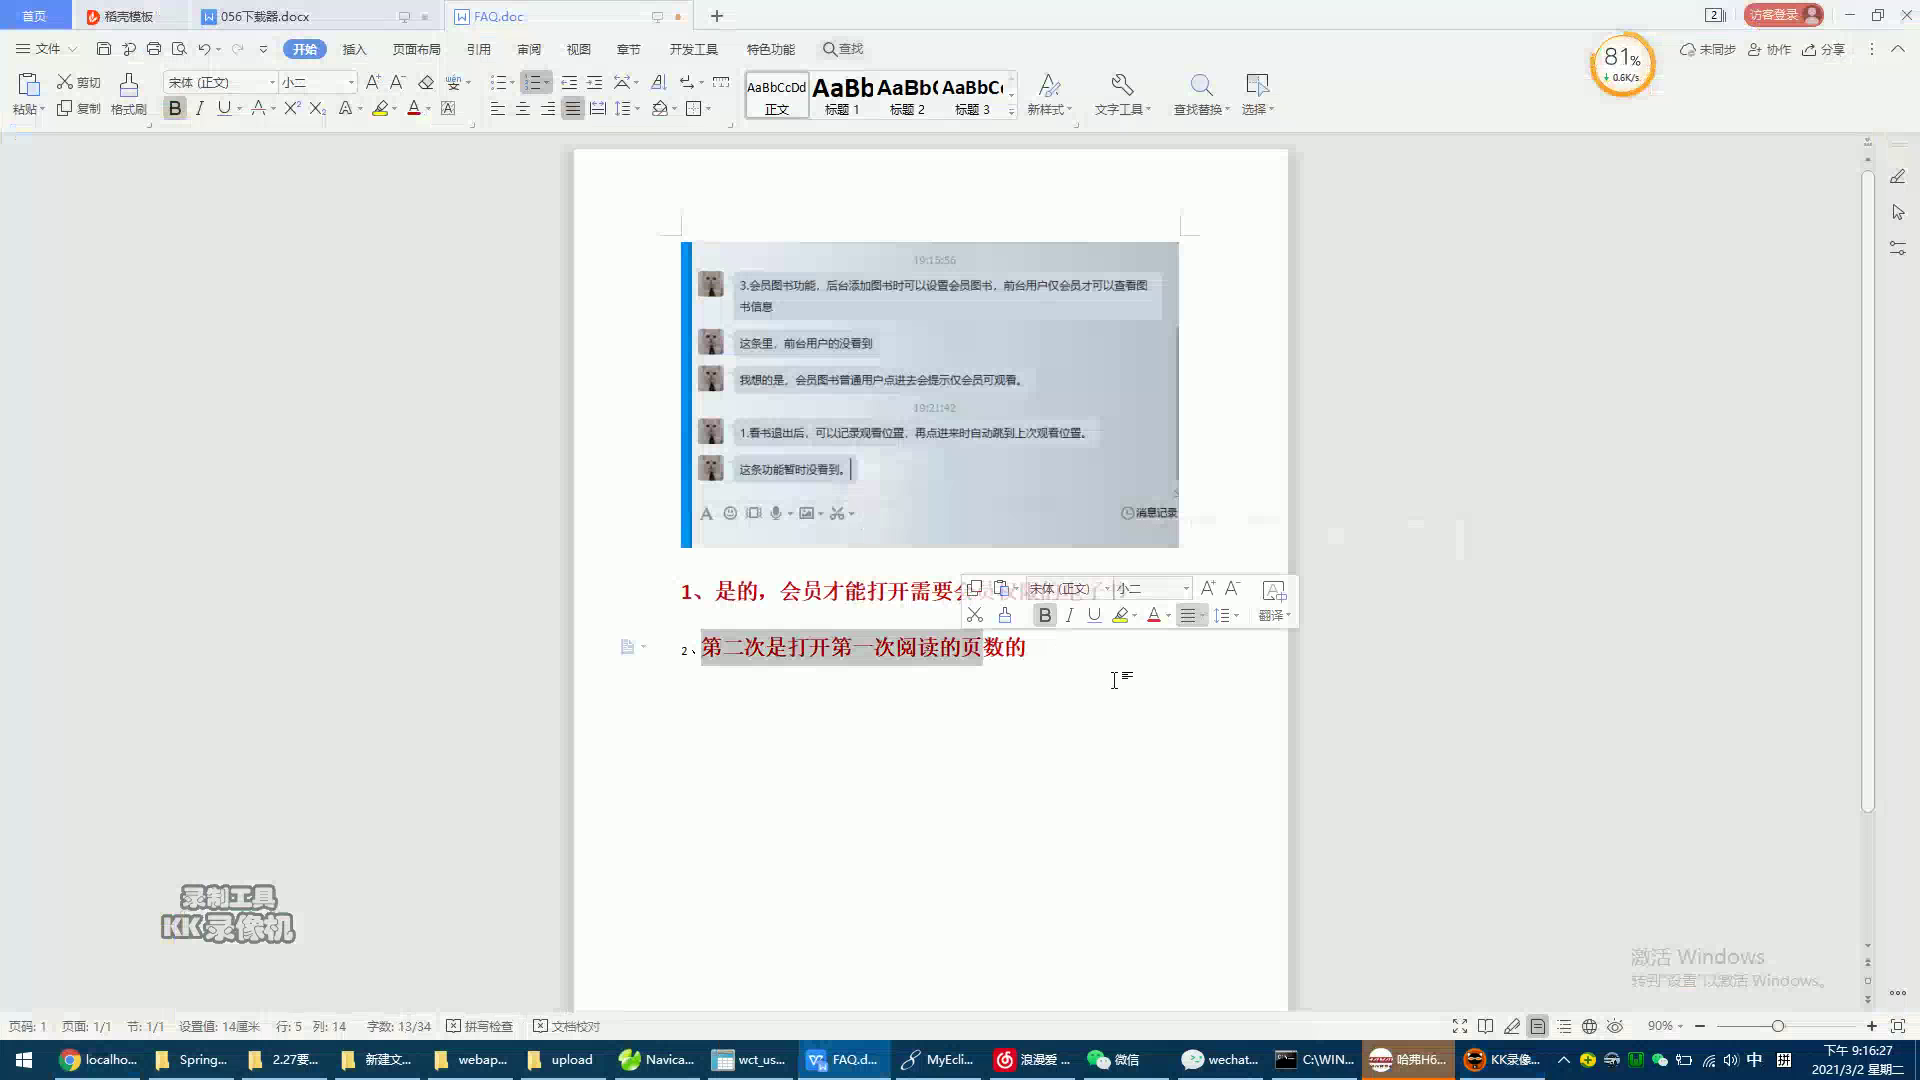 首页
稻壳模板
056下载器.docx
FAQ.doc
2
访客登录
文件
开始
插入
页面布局
引用
审阅
视图
章节
开发工具
特色功能
查找
81%
0.6K/s
未同步
协作
分享
粘贴
剪切
复制
格式刷
宋体 (正文)
小二
AaBbCcDd
正文
AaBb
标题 1
AaBb(
标题 2
AaBbC
标题 3
新样式
文字工具
查找替换
选择
19:15:56
3.会员图书功能，后台添加图书时可以设置会员图书，前台用户仅会员才可以查看图
书信息
这条里，前台用户的没看到
我想的是，会员图书普通用户点进去会提示仅会员可观看。
19:21:42
1.看书退出后，可以记录观看位置，再点进来时自动跳到上次观看位置。
这条功能暂时没看到。
消息记录
1、是的，会员才能打开需要
宋体 (正文)
小二
翻译
2、第二次是打开第一次阅读的页数的
录制工具
KK录像机
激活 Windows
转到"设置"以激活 Windows。
页码: 1
页面: 1/1
节: 1/1
设置值: 14厘米
行: 5
列: 14
字数: 13/34
拼写检查
文档校对
90%
localho...
Spring...
2.27要...
新建文...
webap...
upload
Navica...
wct_us...
FAQ.d...
MyEcli...
浪漫爱 ...
微信
wechat...
C:\WIN...
哈弗H6...
KK录像...
中
拼
下午 9:16:27
2021/3/2 星期二